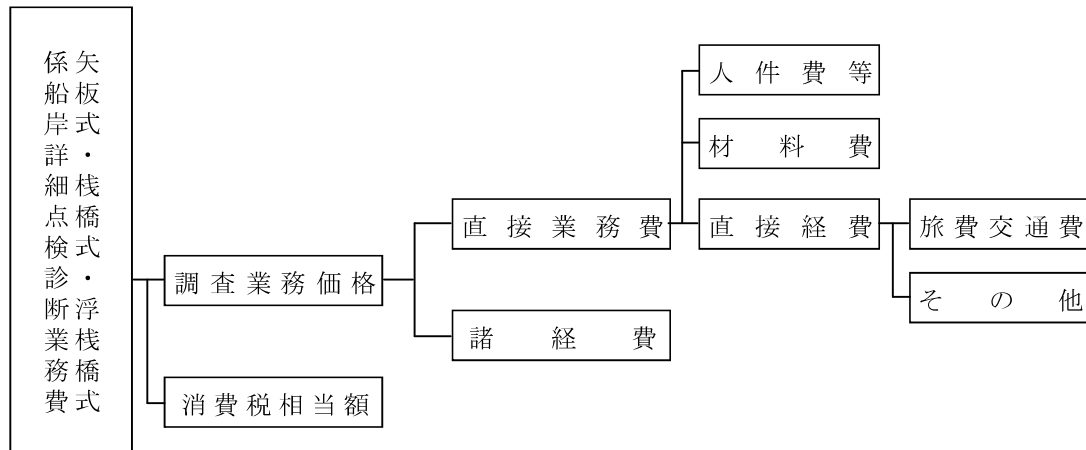 矢板式・桟橋式・浮桟橋式
係船岸詳細点検診断業務費
調査業務価格
消費税相当額
直接業務費
諸経費
人件費等
材料費
直接経費
旅費交通費
その他